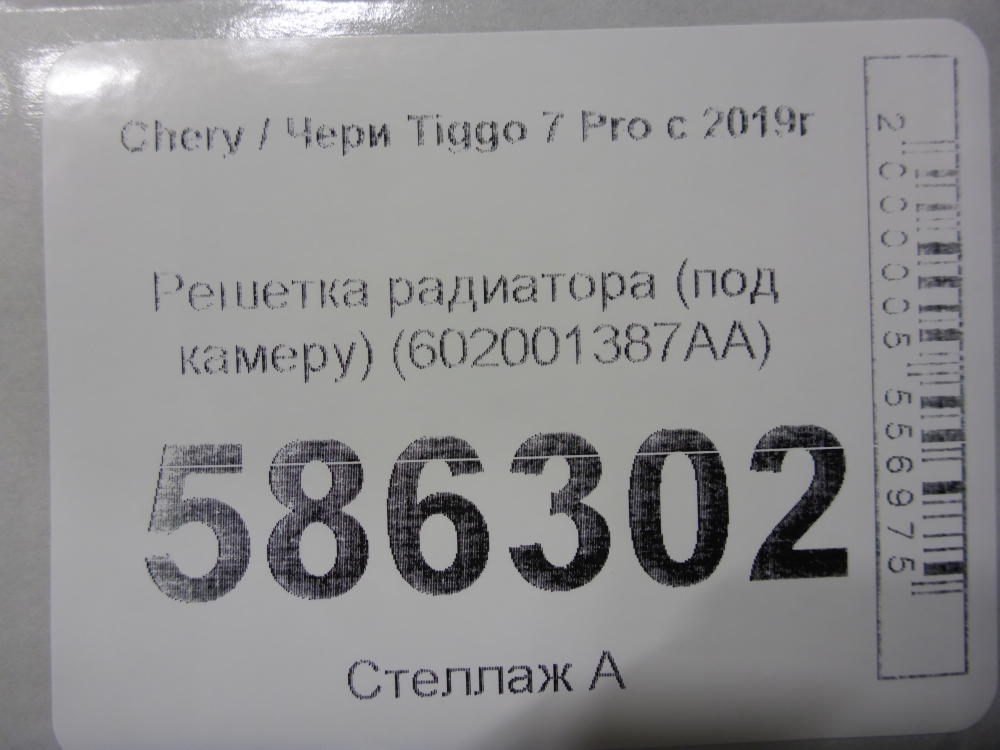 Chery / Чери Tiggo 7 Pro с 2019г
Решетка радиатора (под
камеру) (602001387AA)
586302
Стеллаж А
2000005556975